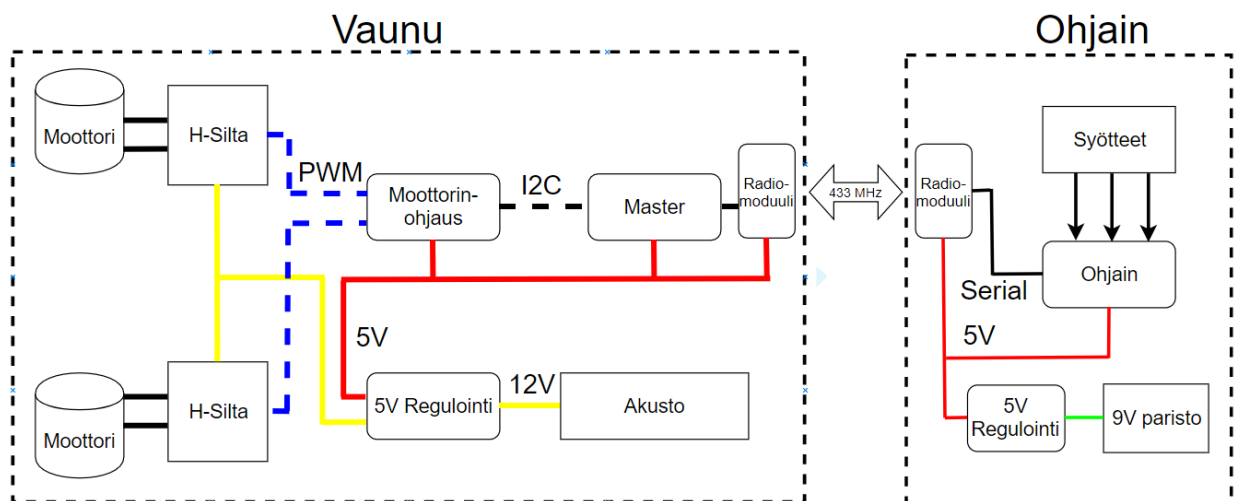 Vaunu
Ohjain
Moottori
H-Silta
PWM
Moottorin-
ohjaus
I2C
Master
Radio-
moduuli
433 MHz
Radio-
moduuli
Syötteet
Ohjain
Serial
5V
5V
Moottori
H-Silta
5V Regulointi
12V
Akusto
5V
Regulointi
9V paristo